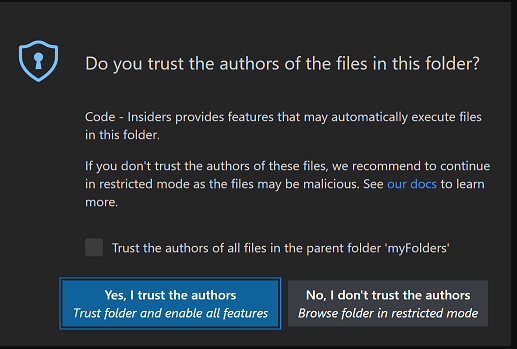 Do you trust the authors of the files in this folder?
Code - Insiders provides features that may automatically execute files
in this folder.
If you don't trust the authors of these files, we recommend to continue
in restricted mode as the files may be malicious. See our docs to learn
more.
Trust the authors of all files in the parent folder 'myFolders'
Yes, I trust the authors
Trust folder and enable all features
No, I don't trust the authors
Browse folder in restricted mode